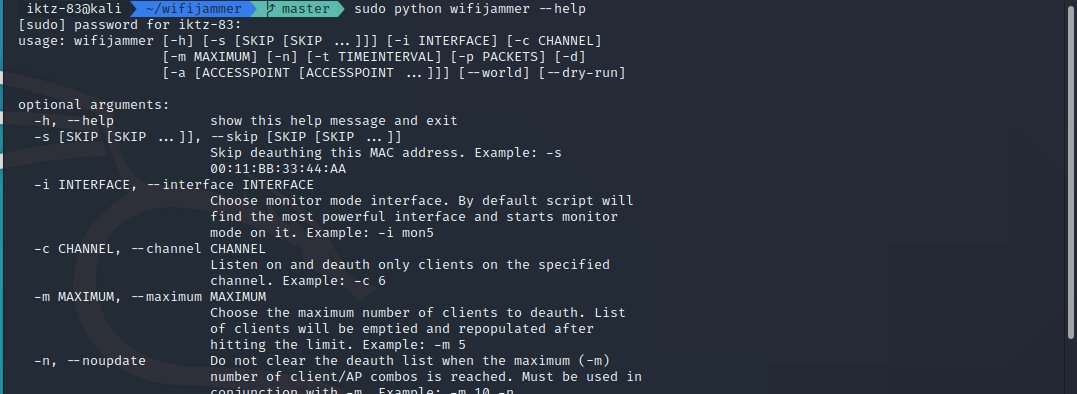 iktz-83@kali ~/wifijammer master sudo python wifijammer --help
[sudo] password for iktz-83:
usage: wifijammer [-h] [-s [SKIP [SKIP ...]]] [-i INTERFACE] [-c CHANNEL]
[-m MAXIMUM] [-n] [-t TIMEINTERVAL] [-p PACKETS] [-d]
[-a [ACCESSPOINT [ACCESSPOINT ...]]] [--world] [--dry-run]
optional arguments:
-h, --help show this help message and exit
-s [SKIP [SKIP ...]], --skip [SKIP [SKIP ...]]
Skip deauthing this MAC address. Example: -s
00:11:BB:33:44:AA
-i INTERFACE, --interface INTERFACE
Choose monitor mode interface. By default script will
find the most powerful interface and starts monitor
mode on it. Example: -i mon5
-c CHANNEL, --channel CHANNEL
Listen on and deauth only clients on the specified
channel. Example: -c 6
-m MAXIMUM, --maximum MAXIMUM
Choose the maximum number of clients to deauth. List
of clients will be emptied and repopulated after
hitting the limit. Example: -m 5
-n, --noupdate Do not clear the deauth list when the maximum (-m)
number of client/AP combos is reached. Must be used in
conjunction with -m. Example: -m 10 -n